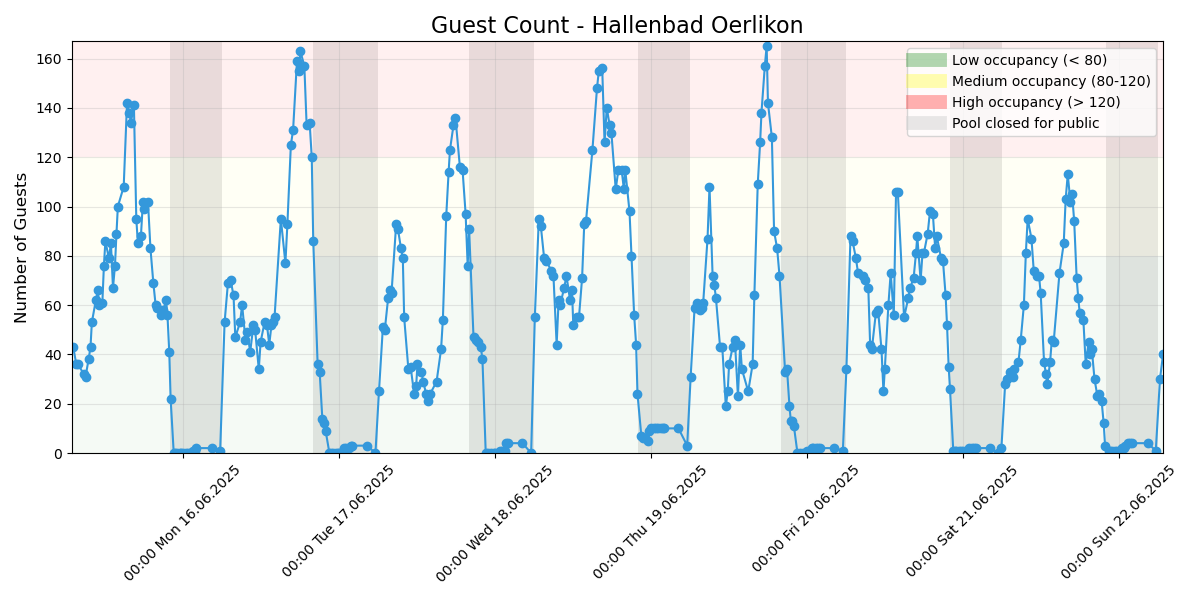 Guest Count - Hallenbad Oerlikon
Low occupancy (< 80)
Medium occupancy (80-120)
High occupancy (> 120)
Pool closed for public
Number of Guests
160
140
120
100
80
60
40
20
0
00:00 Mon 16.06.2025
00:00 Tue 17.06.2025
00:00 Wed 18.06.2025
00:00 Thu 19.06.2025
00:00 Fri 20.06.2025
00:00 Sat 21.06.2025
00:00 Sun 22.06.2025